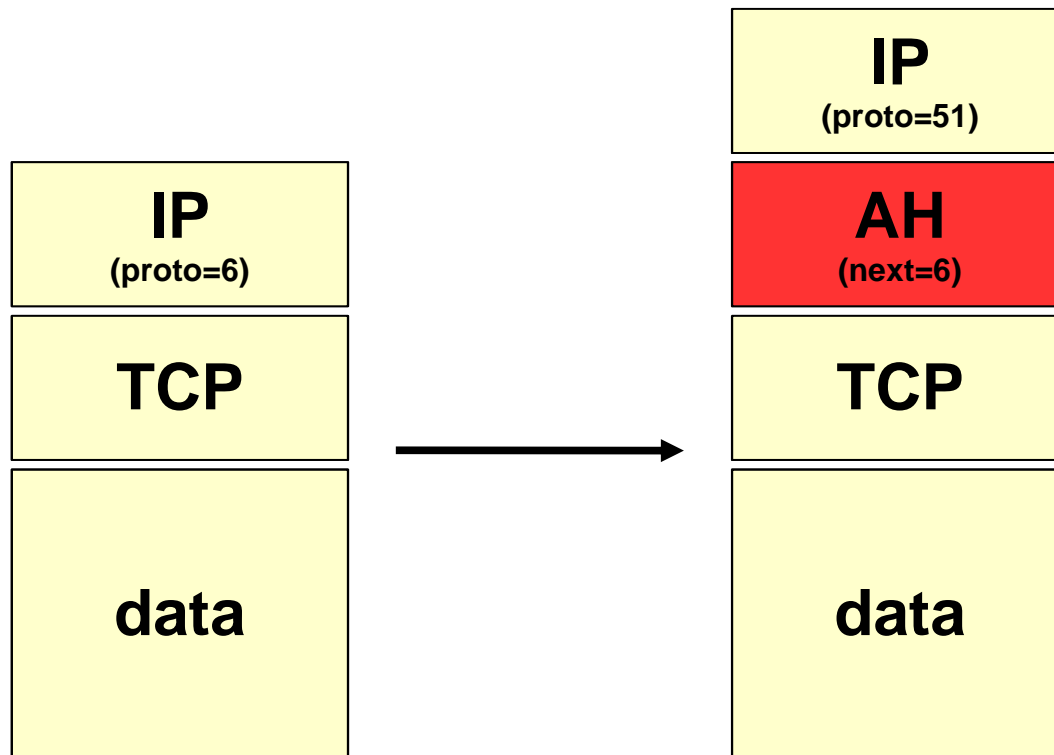 IP
(proto=6)
TCP
data
IP
(proto=51)
AH
(next=6)
TCP
data